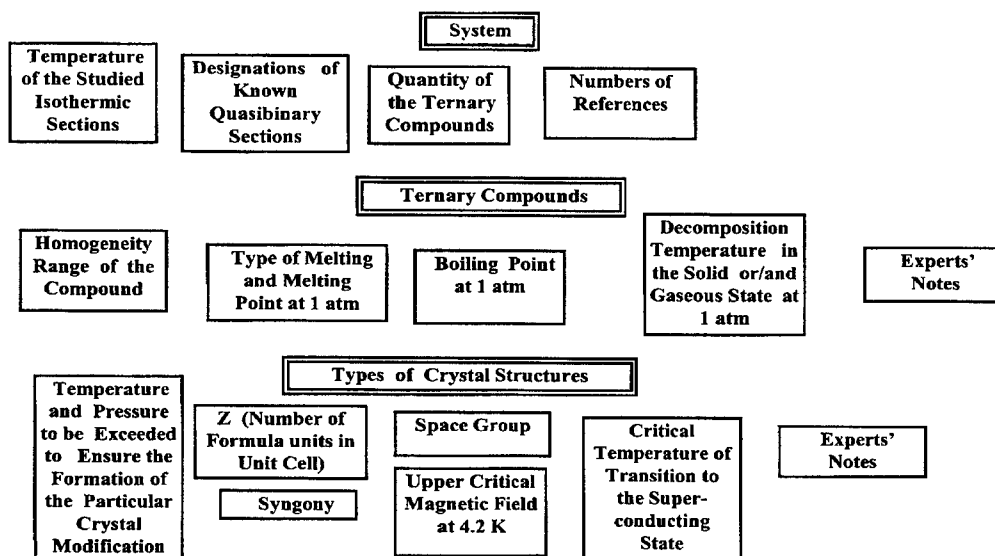 System
Temperature
of the Studied
Isothermic
Sections
Designations of
Known
Quasibinary
Sections
Quantity of
the Ternary
Compounds
Numbers of
References
Ternary Compounds
Homogeneity
Range of the
Compound
Type of Melting
and Melting
Point at 1 atm
Boiling Point
at 1 atm
Decomposition
Temperature in
the Solid or/and
Gaseous State at
1 atm
Experts'
Notes
Types of Crystal Structures
Temperature
and Pressure
to be Exceeded
to Ensure the
Formation of
the Particular
Crystal
Modification
Z (Number of
Formula units in
Unit Cell)
Syngony
Space Group
Upper Critical
Magnetic Field
at 4.2 K
Critical
Temperature of
Transition to
the Super-
conducting
State
Experts'
Notes